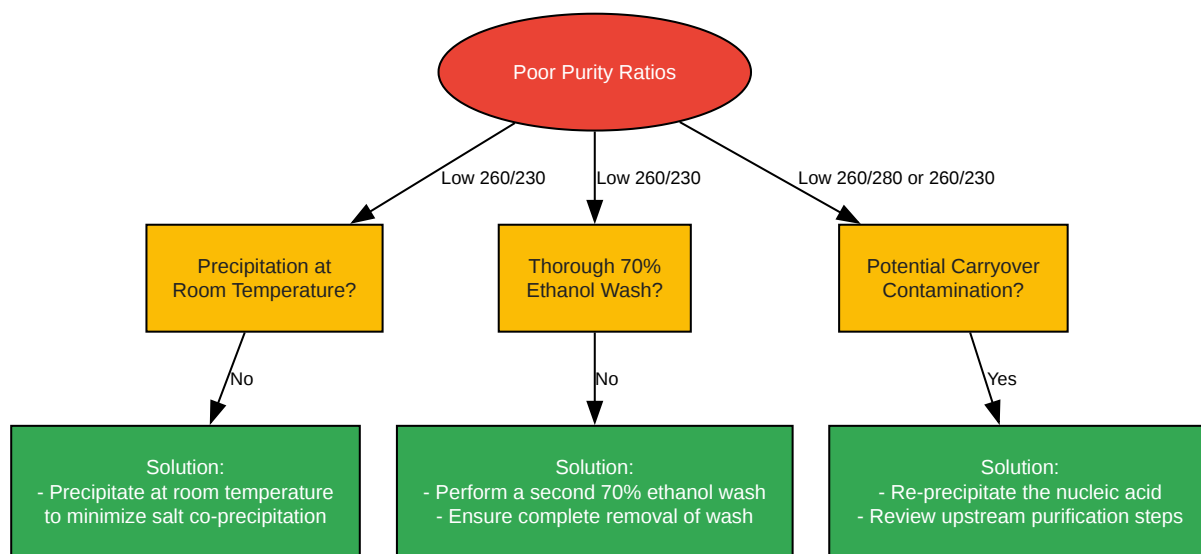 Poor Purity Ratios
Low 260/230
Low 260/230
Low 260/280 or 260/230
Precipitation at
Room Temperature?
Thorough 70%
Ethanol Wash?
Potential Carryover
Contamination?
No
No
Yes
Solution:
- Precipitate at room temperature
to minimize salt co-precipitation
Solution:
- Perform a second 70% ethanol wash
- Ensure complete removal of wash
Solution:
- Re-precipitate the nucleic acid
- Review upstream purification steps